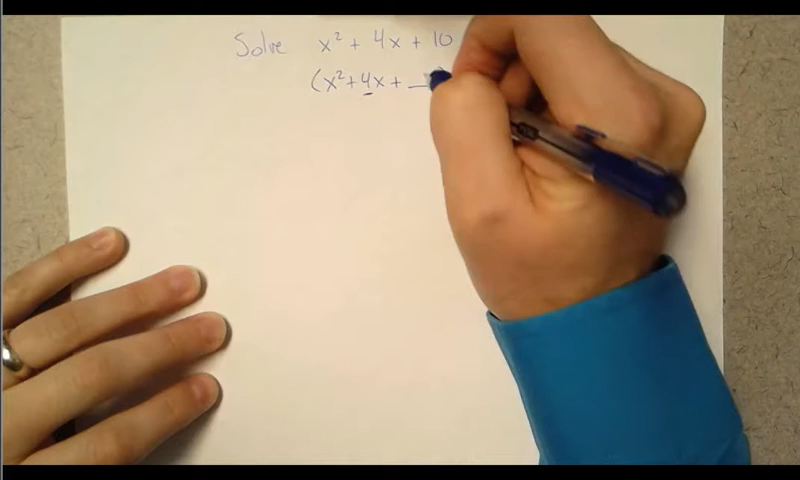 Solve x² + 4x + 10
(x² + 4x + __